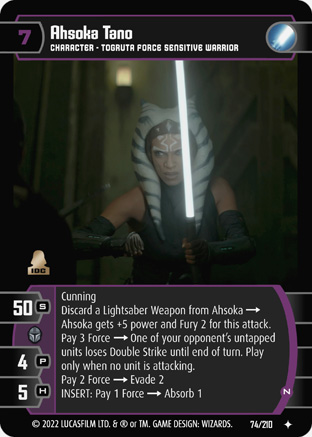 7
Ahsoka Tano
CHARACTER - TOGRUTA FORCE SENSITIVE WARRIOR
IDC
50 S
4 P
5 H
Cunning
Discard a Lightsaber Weapon from Ahsoka →
Ahsoka gets +5 power and Fury 2 for this attack.
Pay 3 Force → One of your opponent's untapped
units loses Double Strike until end of turn. Play
only when no unit is attacking.
Pay 2 Force → Evade 2
INSERT: Pay 1 Force → Absorb 1
N
© 2022 LUCASFILM LTD. & ® or TM. GAME DESIGN: WIZARDS. 74/210